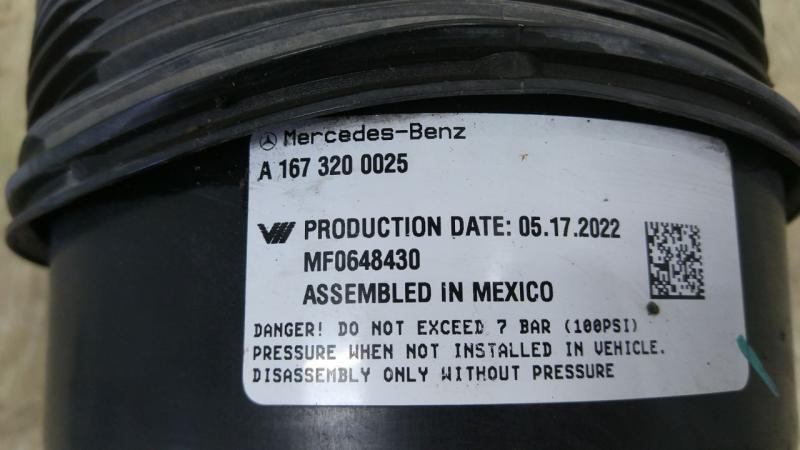 Mercedes-Benz
A 167 320 0025
PRODUCTION DATE: 05.17.2022
MF0648430
ASSEMBLED iN MEXICO
DANGER! DO NOT EXCEED 7 BAR (100PSI)
PRESSURE WHEN NOT INSTALLED IN VEHICLE.
DISASSEMBLY ONLY WITHOUT PRESSURE